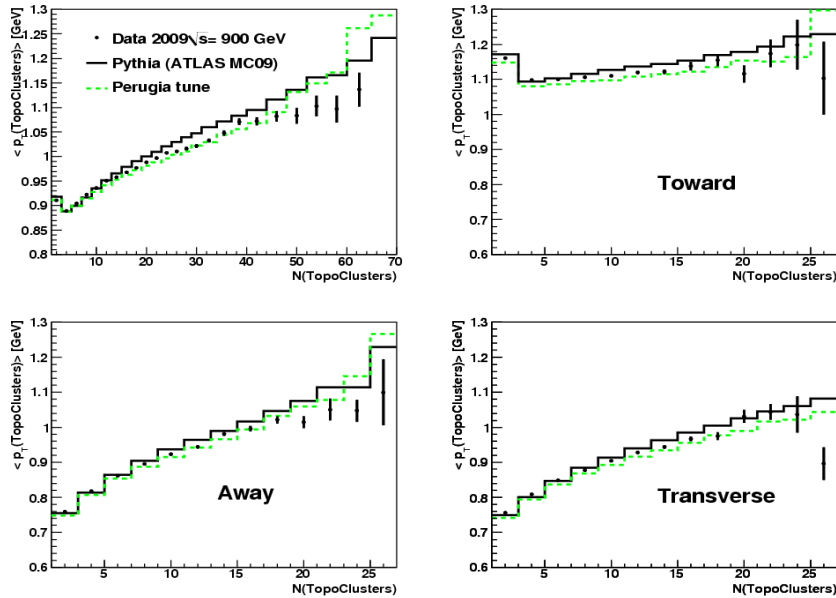 < p_T(TopoClusters)> [GeV]
1.3
1.25
1.2
1.15
1.1
1.05
1
0.95
0.9
0.85
0.8
Data 2009√s= 900 GeV
Pythia (ATLAS MC09)
Perugia tune
10 20 30 40 50 60 70
N(TopoClusters)
< p_T(TopoClusters)> [GeV]
1.3
1.2
1.1
1
0.9
0.8
0.7
0.6
Toward
5 10 15 20 25
N(TopoClusters)
< p_T(TopoClusters)> [GeV]
1.3
1.2
1.1
1
0.9
0.8
0.7
0.6
Away
5 10 15 20 25
N(TopoClusters)
< p_T(TopoClusters)> [GeV]
1.3
1.2
1.1
1
0.9
0.8
0.7
0.6
Transverse
5 10 15 20 25
N(TopoClusters)